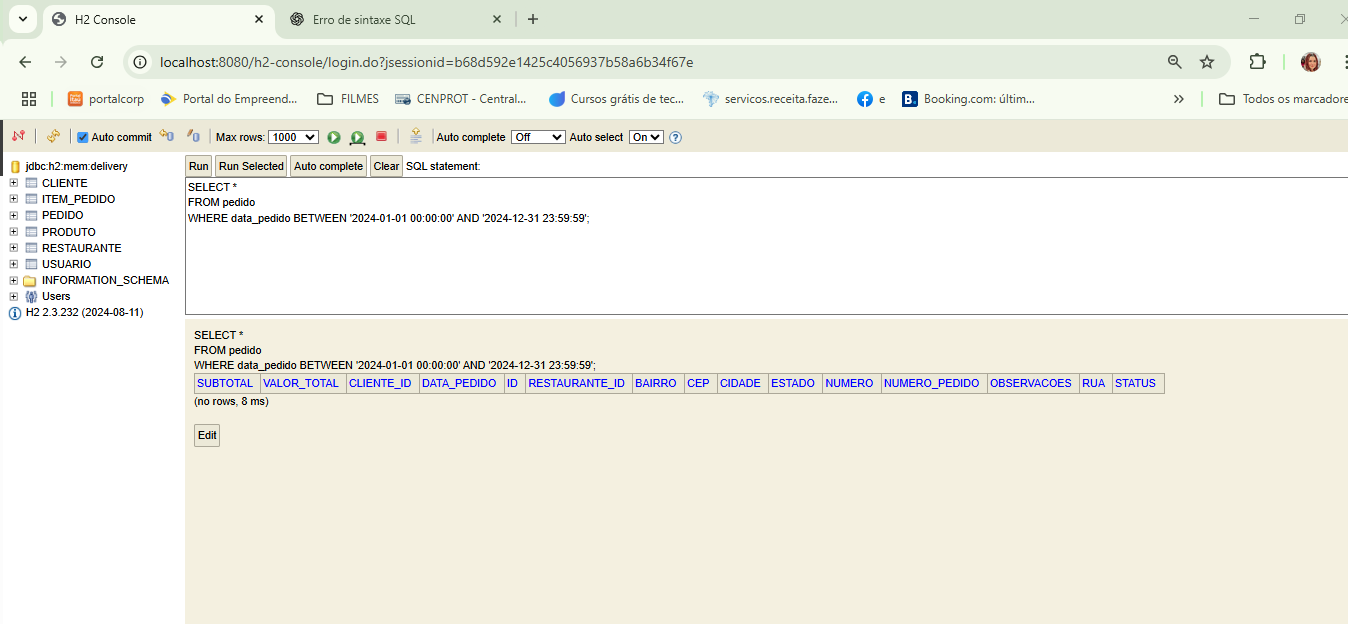 H2 Console
Erro de sintaxe SQL
localhost:8080/h2-console/login.do?jsessionid=b68d592e1425c4056937b58a6b34f67e
portalcorp
Portal do Empreend...
FILMES
CENPROT - Central...
Cursos grátis de tec...
servicos.receita.faze...
e
B.
Booking.com: últim...
»
Todos os marcadore
Auto commit
Max rows: 1000
Auto complete Off
Auto select On
?
jdbc:h2:mem:delivery
CLIENTE
ITEM_PEDIDO
PEDIDO
PRODUTO
RESTAURANTE
USUARIO
INFORMATION_SCHEMA
Users
H2 2.3.232 (2024-08-11)
Run Run Selected Auto complete Clear SQL statement:
SELECT *
FROM pedido
WHERE data_pedido BETWEEN '2024-01-01 00:00:00' AND '2024-12-31 23:59:59';
SELECT *
FROM pedido
WHERE data_pedido BETWEEN '2024-01-01 00:00:00' AND '2024-12-31 23:59:59';
SUBTOTAL VALOR_TOTAL CLIENTE_ID DATA_PEDIDO ID RESTAURANTE_ID BAIRRO CEP CIDADE ESTADO NUMERO NUMERO_PEDIDO OBSERVACOES RUA STATUS
(no rows, 8 ms)
Edit